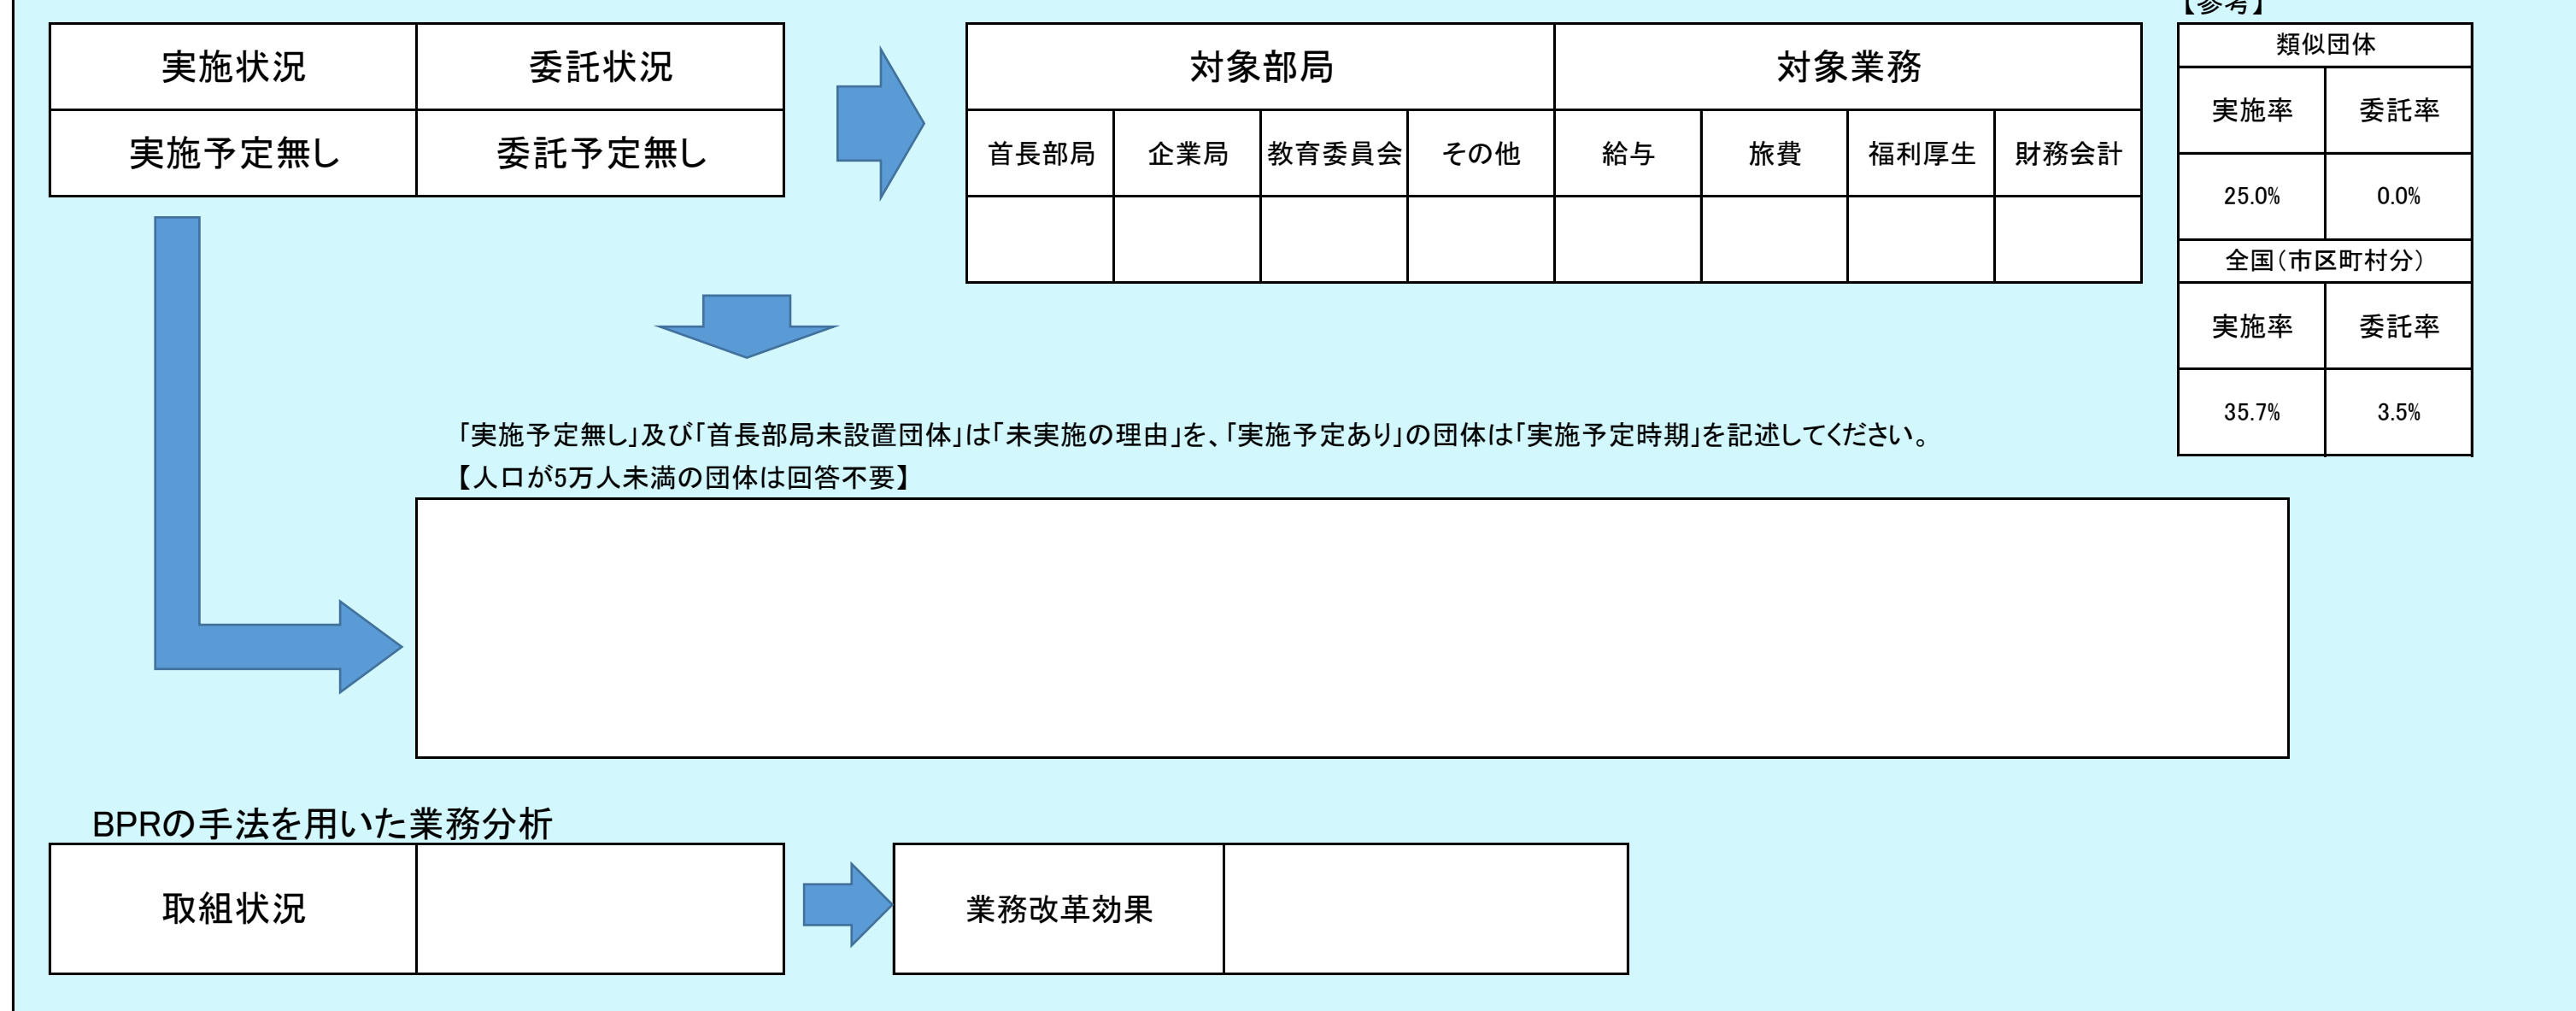 【参考】
実施状況 委託状況
実施予定無し 委託予定無し
対象部局 対象業務
首長部局 企業局 教育委員会 その他 給与 旅費 福利厚生 財務会計
類似団体
実施率 委託率
25.0% 0.0%
全国(市区町村分)
実施率 委託率
35.7% 3.5%
「実施予定無し」及び「首長部局未設置団体」は「未実施の理由」を、「実施予定あり」の団体は「実施予定時期」を記述してください。
【人口が5万人未満の団体は回答不要】
BPRの手法を用いた業務分析
取組状況 業務改革効果